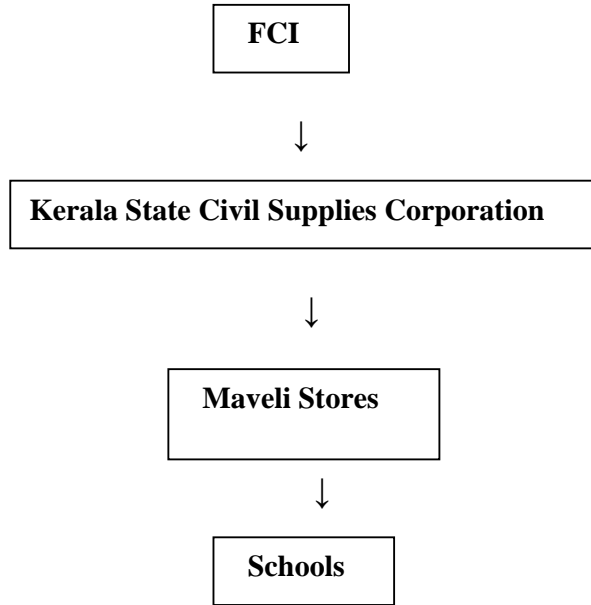 FCI
↓
Kerala State Civil Supplies Corporation
↓
Maveli Stores
↓
Schools